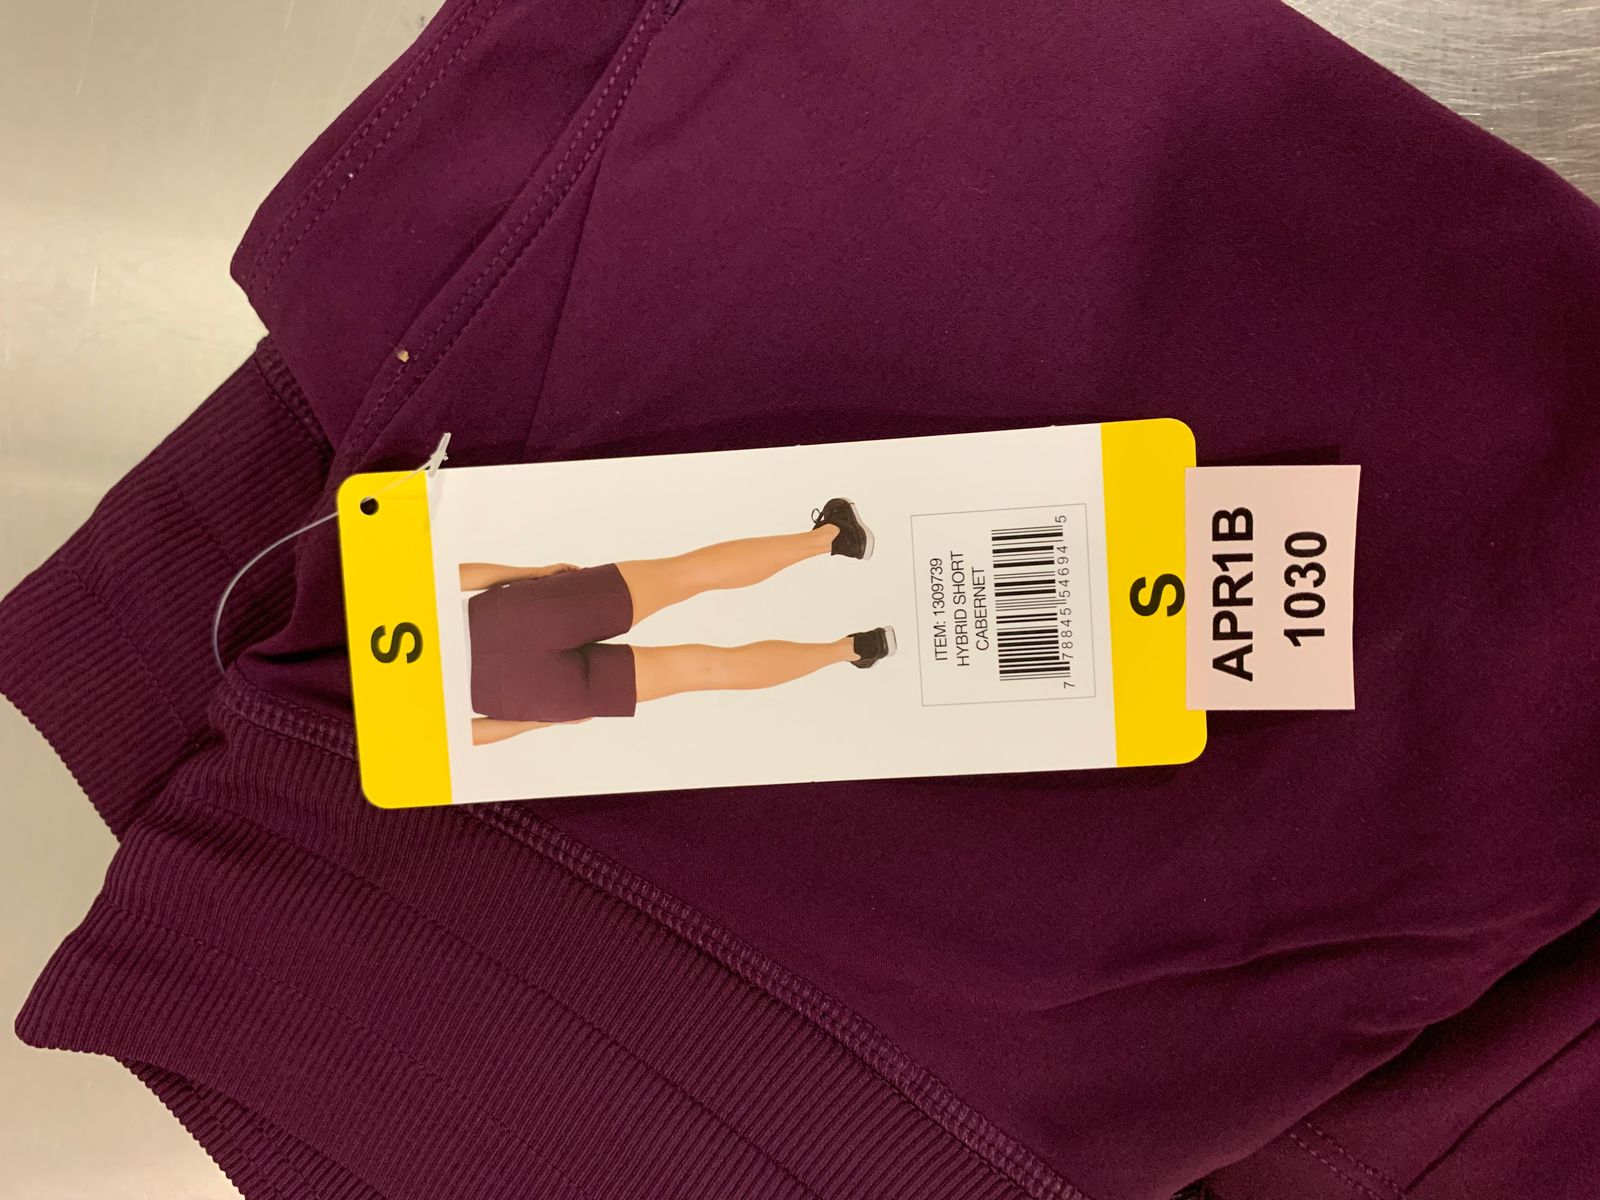 S
ITEM: 1309739
HYBRID SHORT
CABERNET
7 78845 54694 5
S
APR1B
1030